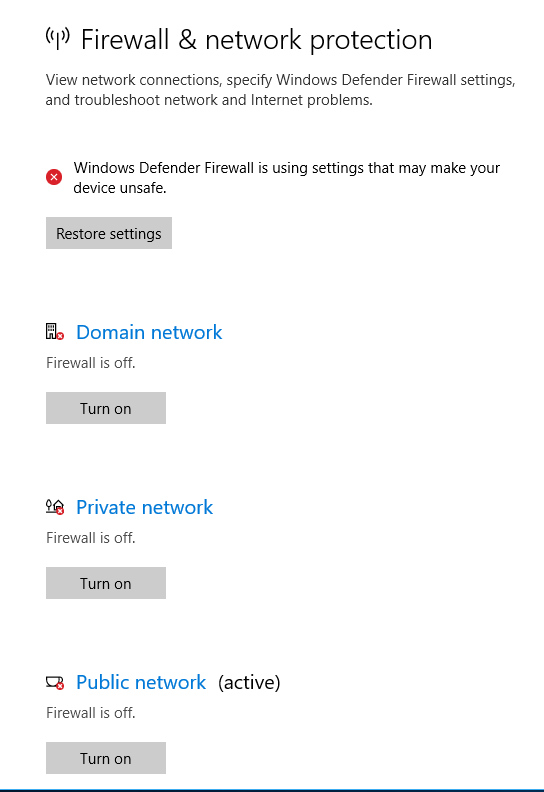 Firewall & network protection
View network connections, specify Windows Defender Firewall settings,
and troubleshoot network and Internet problems.
Windows Defender Firewall is using settings that may make your
device unsafe.
Restore settings
Domain network
Firewall is off.
Turn on
Private network
Firewall is off.
Turn on
Public network (active)
Firewall is off.
Turn on